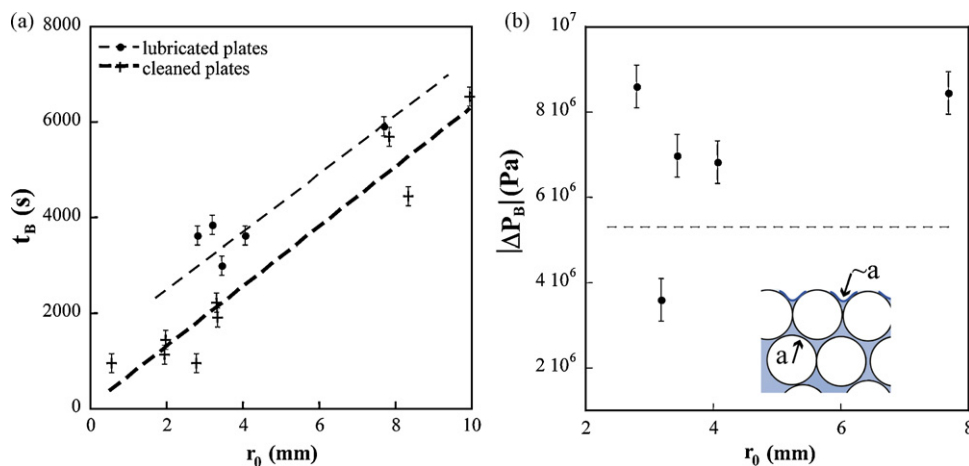 (a)
8000
6000
4000
2000
0
t_B (s)
lubricated plates
cleaned plates
0 2 4 6 8 10
r_0 (mm)
(b)
10^7
8 10^6
6 10^6
4 10^6
2 10^6
|ΔP_B| (Pa)
~a
a
2 4 6 8
r_0 (mm)